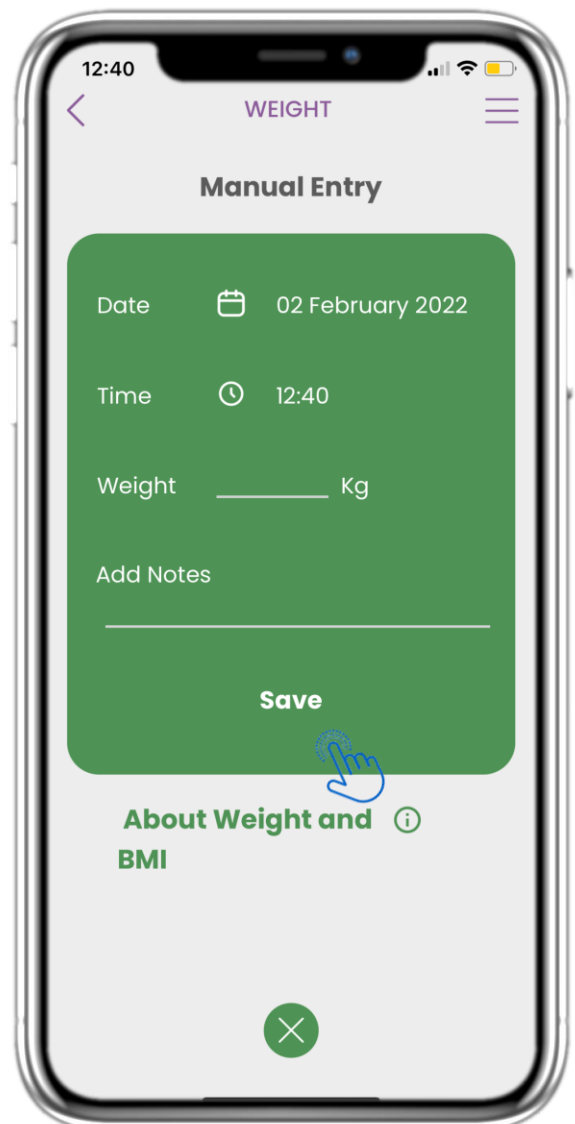 12:40
WEIGHT
Manual Entry
Date 02 February 2022
Time 12:40
Weight Kg
Add Notes
Save
About Weight and
BMI